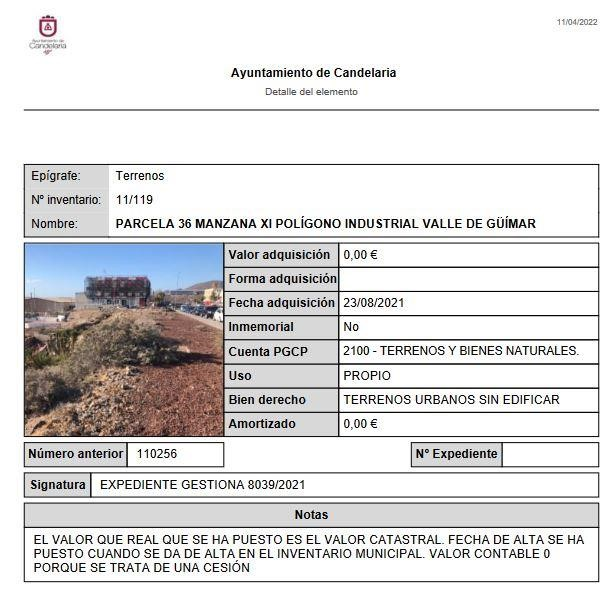 11/04/2022
Ayuntamiento de
Candelaria
Ayuntamiento de Candelaria
Detalle del elemento
Epígrafe: Terrenos
Nº inventario: 11/119
Nombre: PARCELA 36 MANZANA XI POLÍGONO INDUSTRIAL VALLE DE GÜÍMAR
Valor adquisición 0,00 €
Forma adquisición
Fecha adquisición 23/08/2021
Inmemorial No
Cuenta PGCP 2100 - TERRENOS Y BIENES NATURALES.
Uso PROPIO
Bien derecho TERRENOS URBANOS SIN EDIFICAR
Amortizado 0,00 €
Número anterior 110256 N° Expediente
Signatura EXPEDIENTE GESTIONA 8039/2021
Notas
EL VALOR QUE REAL QUE SE HA PUESTO ES EL VALOR CATASTRAL. FECHA DE ALTA SE HA
PUESTO CUANDO SE DA DE ALTA EN EL INVENTARIO MUNICIPAL. VALOR CONTABLE 0
PORQUE SE TRATA DE UNA CESIÓN